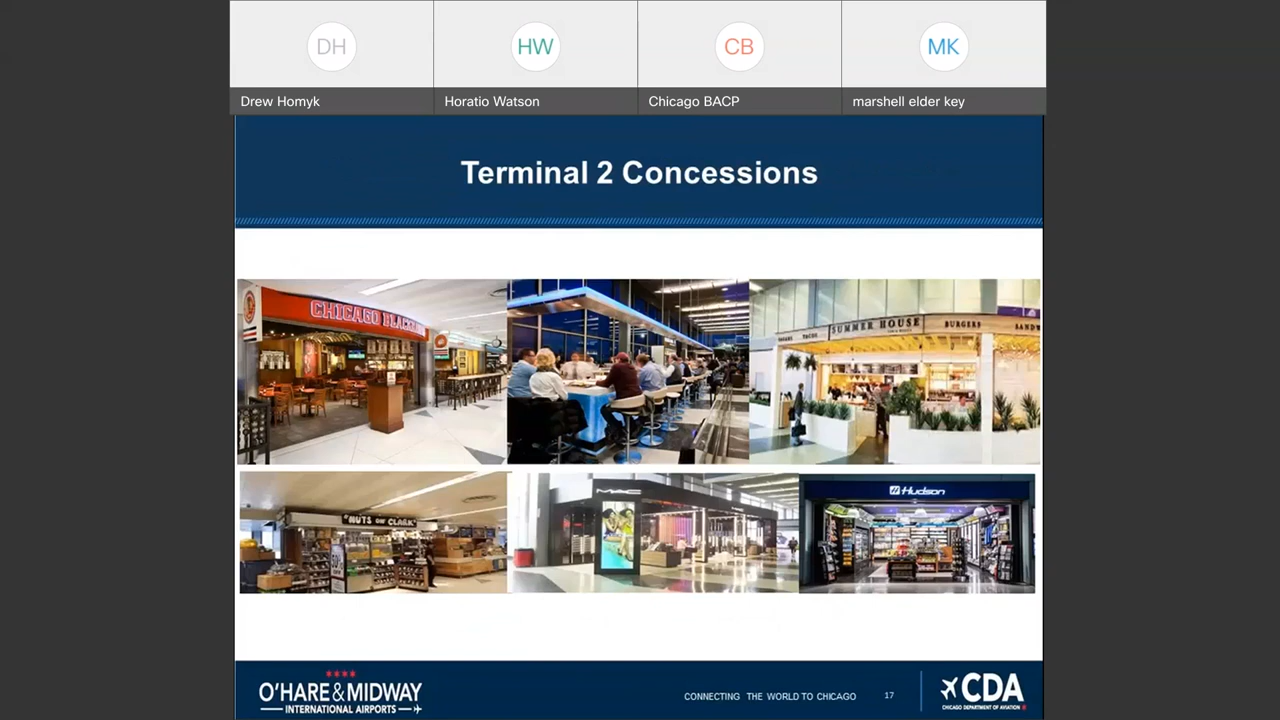 DH
HW
CB
MK
Drew Homyk
Horatio Watson
Chicago BACP
marshell elder key
Terminal 2 Concessions
CHICAGO
SUMMER HOUSE
BURGERS
"NUTS ON CLARK"
MAC
Hudson
O'HARE & MIDWAY
INTERNATIONAL AIRPORTS
CONNECTING THE WORLD TO CHICAGO
17
CDA
CHICAGO DEPARTMENT OF AVIATION